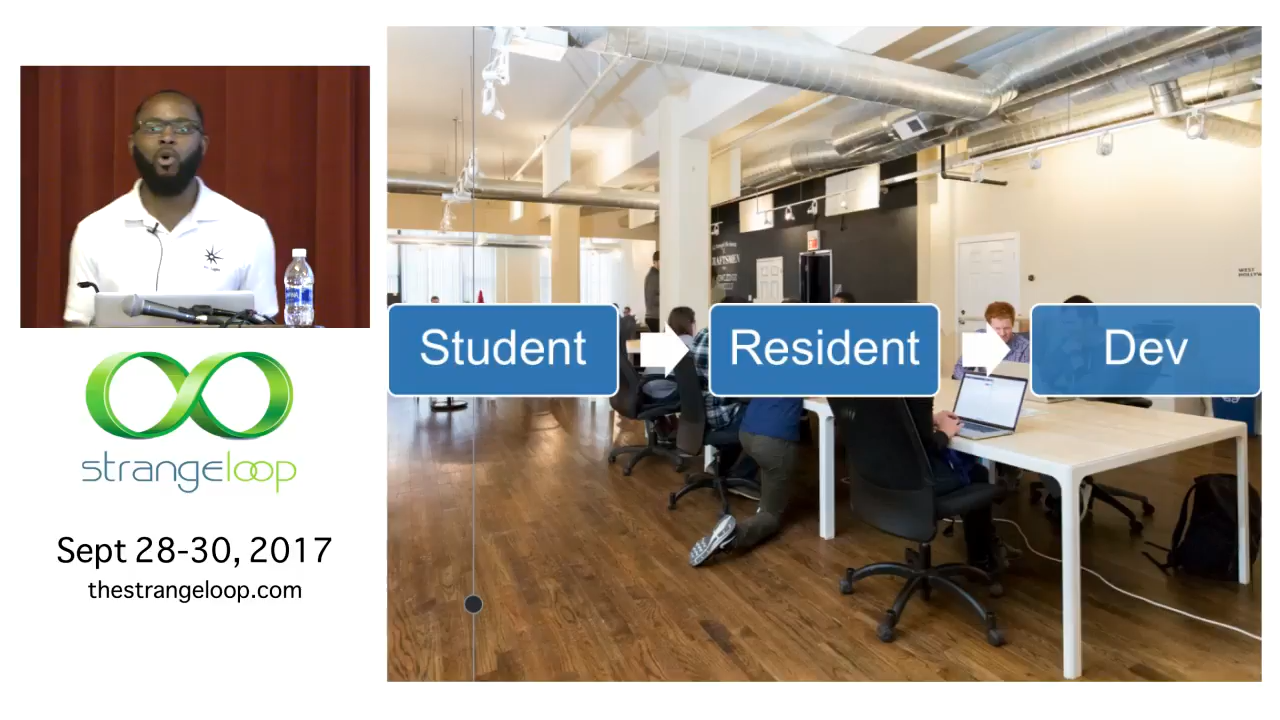 strangeloop
Sept 28-30, 2017
thestrangeloop.com
Student
Resident
Dev